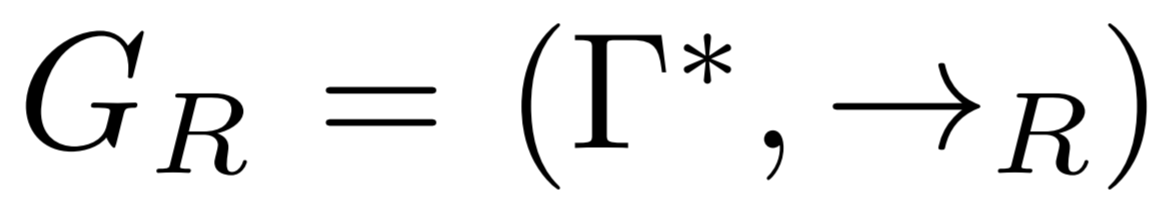 G_R = (Γ*, →_R)